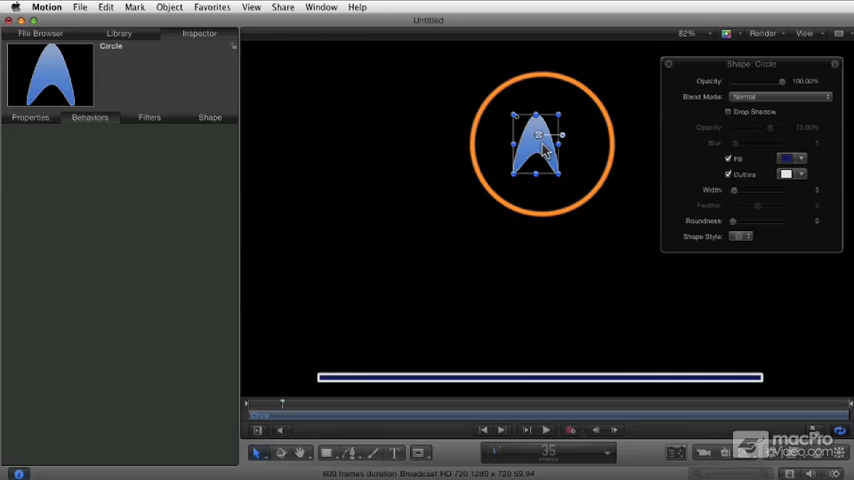 Motion File Edit Mark Object Favorites View Share Window Help
Untitled
File Browser Library Inspector 82% Render View
Circle
Properties Behaviors Filters Shape
Shape: Circle
Opacity: 100.00%
Blend Mode: Normal
Drop Shadow
Opacity: 75.00%
Blur: 5
Fill
Outline
Width: 3
Feather: 0
Roundness: 0
Shape Style:
Circle
35
T
600 frames duration Broadcast HD 720 1280 x 720 59.94
macPro
Video.com